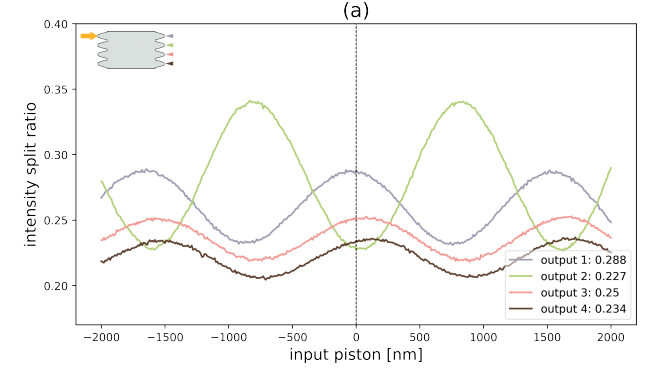 (a)
0.40
0.35
0.30
0.25
0.20
intensity split ratio
output 1: 0.288
output 2: 0.227
output 3: 0.25
output 4: 0.234
−2000 −1500 −1000 −500 0 500 1000 1500 2000
input piston [nm]